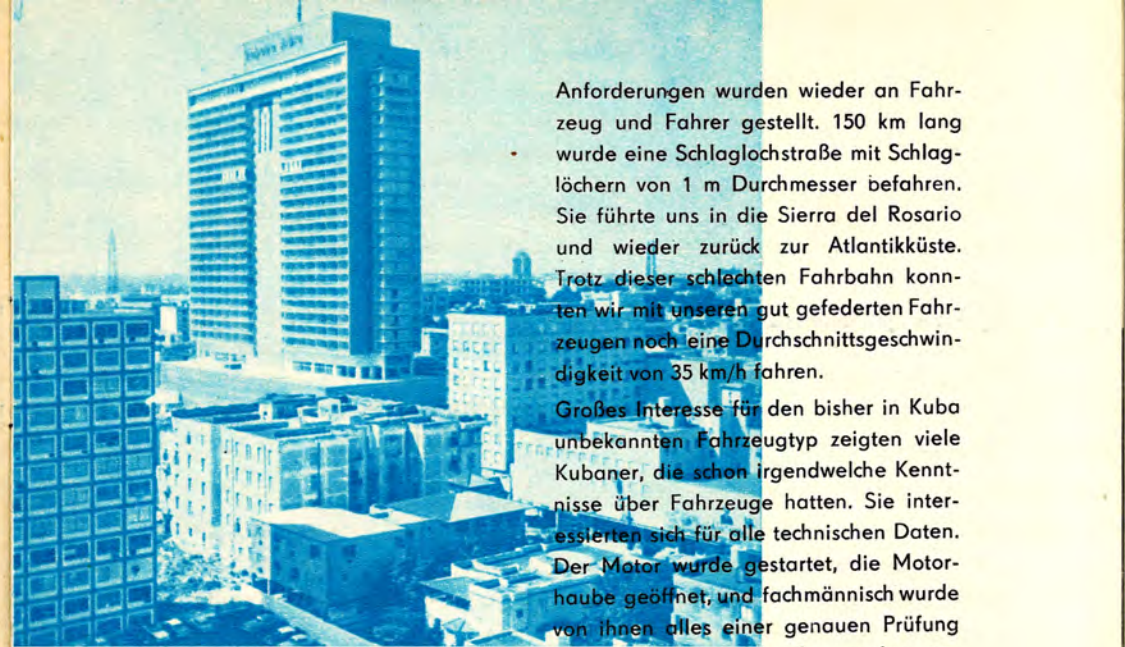 Anforderungen wurden wieder an Fahr-
zeug und Fahrer gestellt. 150 km lang
wurde eine Schlaglochstraße mit Schlag-
löchern von 1 m Durchmesser befahren.
Sie führte uns in die Sierra del Rosario
und wieder zurück zur Atlantikküste.
Trotz dieser schlechten Fahrbahn konn-
ten wir mit unseren gut gefederten Fahr-
zeugen noch eine Durchschnittsgeschwin-
digkeit von 35 km/h fahren.
Großes Interesse für den bisher in Kuba
unbekannten Fahrzeugtyp zeigten viele
Kubaner, die schon irgendwelche Kennt-
nisse über Fahrzeuge hatten. Sie inter-
essierten sich für alle technischen Daten.
Der Motor wurde gestartet, die Motor-
haube geöffnet, und fachmännisch wurde
von ihnen alles einer genauen Prüfung